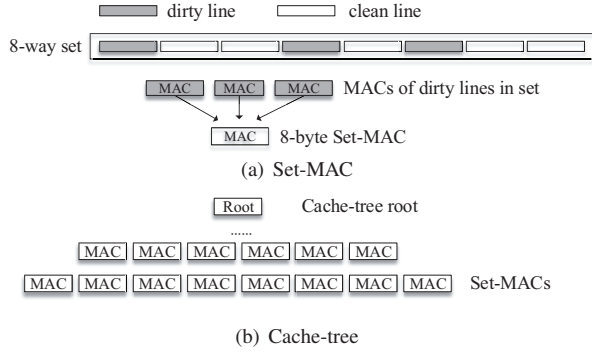 dirty line clean line
8-way set
MAC MAC MAC MACs of dirty lines in set
MAC 8-byte Set-MAC
(a) Set-MAC
Root Cache-tree root
......
MAC MAC MAC MAC MAC MAC
MAC MAC MAC MAC MAC MAC MAC MAC Set-MACs
(b) Cache-tree